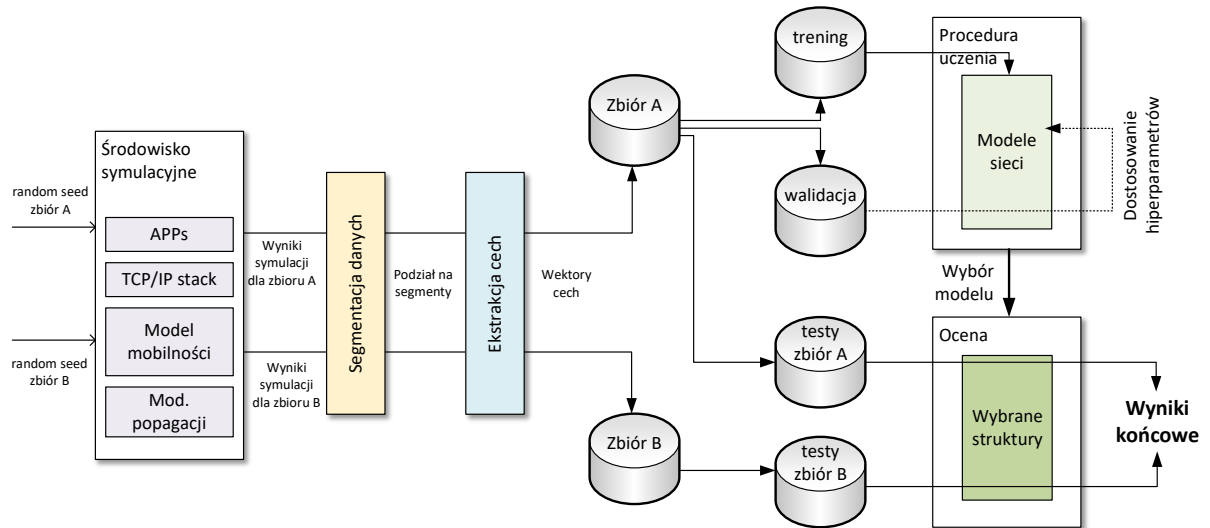 random seed
zbiór A
random seed
zbiór B
Środowisko
symulacyjne
APPs
TCP/IP stack
Model
mobilności
Mod.
propagacji
Wyniki
symulacji
dla zbioru A
Wyniki
symulacji
dla zbioru B
Segmentacja danych
Podział na
segmenty
Ekstrakcja cech
Wektory
cech
Zbiór A
Zbiór B
trening
walidacja
testy
zbiór A
testy
zbiór B
Procedura
uczenia
Modele
sieci
Dostosowanie
hiperparametrów
Wybór
modelu
Ocena
Wybrane
struktury
Wyniki
końcowe